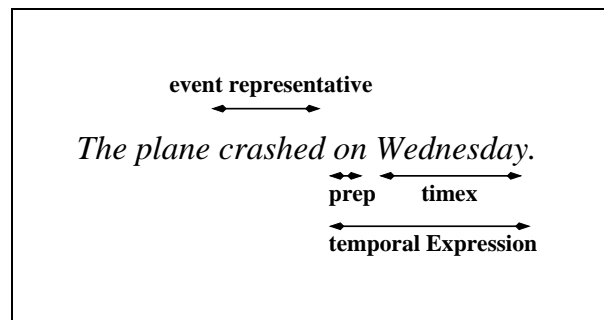 event representative
The plane crashed on Wednesday.
prep timex
temporal Expression